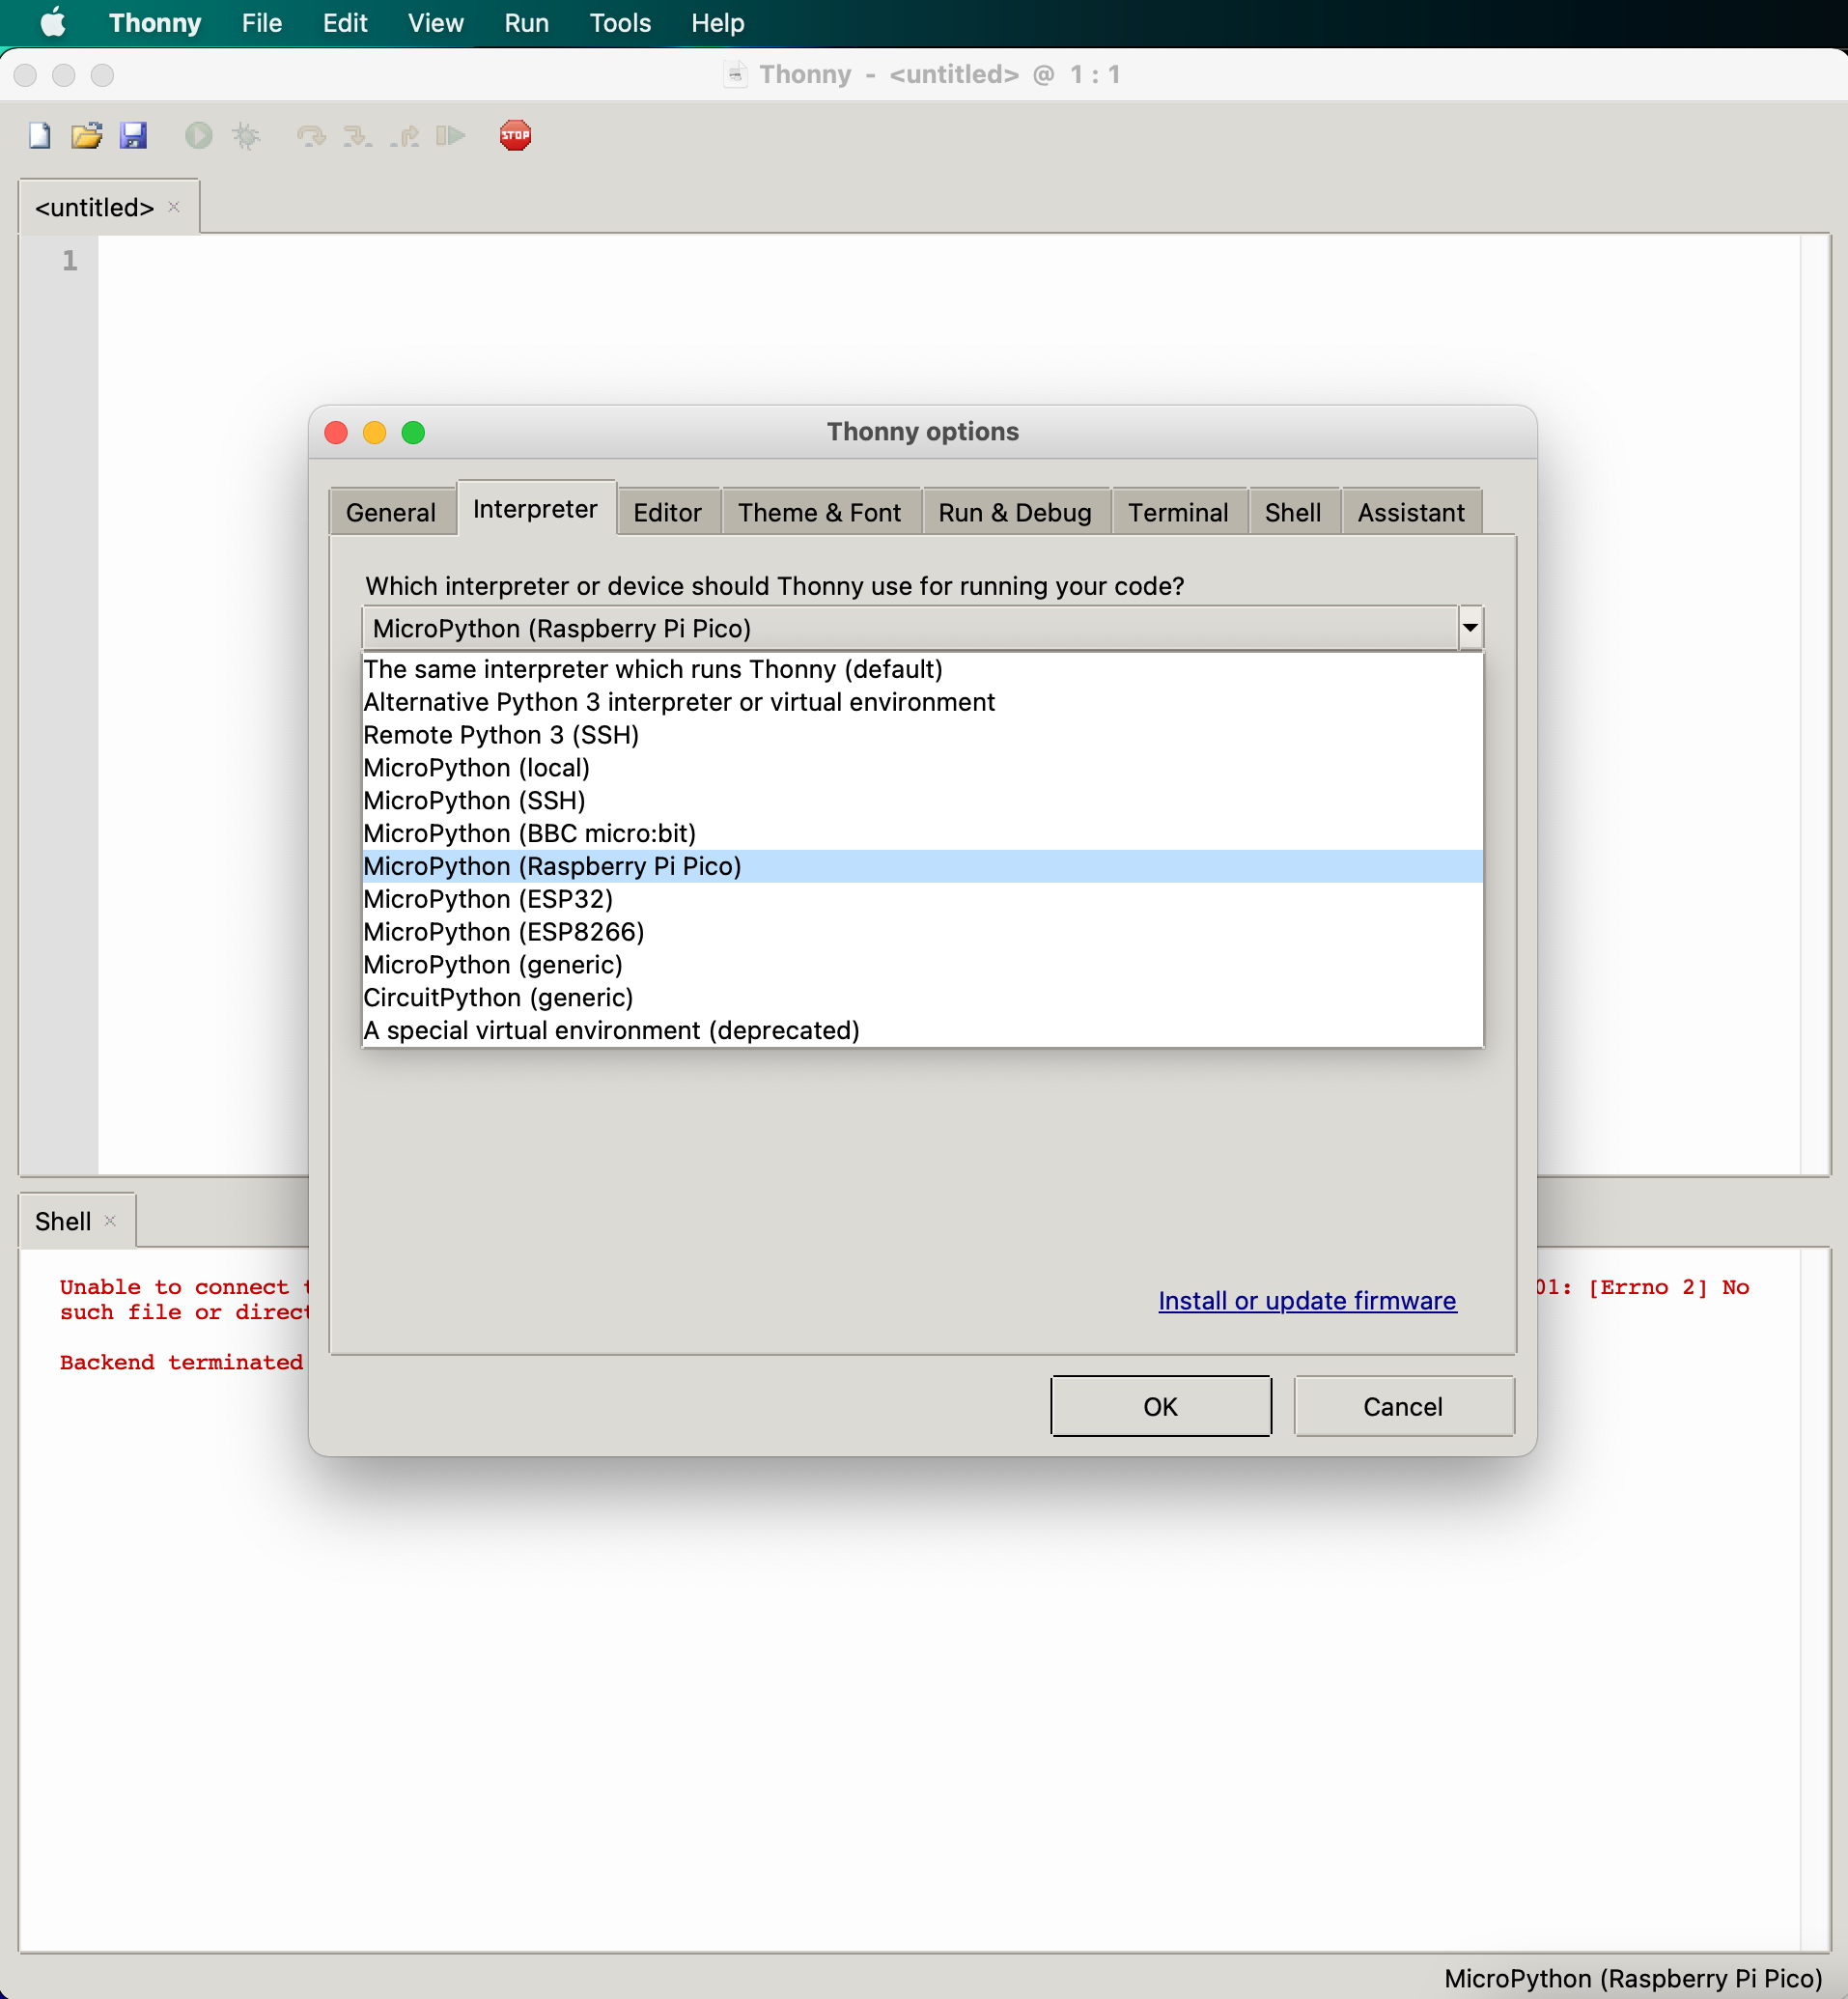 Thonny File Edit View Run Tools Help
Thonny - <untitled> @ 1 : 1
STOP
<untitled>
1
Thonny options
General Interpreter Editor Theme & Font Run & Debug Terminal Shell Assistant
Which interpreter or device should Thonny use for running your code?
MicroPython (Raspberry Pi Pico)
The same interpreter which runs Thonny (default)
Alternative Python 3 interpreter or virtual environment
Remote Python 3 (SSH)
MicroPython (local)
MicroPython (SSH)
MicroPython (BBC micro:bit)
MicroPython (Raspberry Pi Pico)
MicroPython (ESP32)
MicroPython (ESP8266)
MicroPython (generic)
CircuitPython (generic)
A special virtual environment (deprecated)
Install or update firmware
OK Cancel
Shell
Unable to connect 01: [Errno 2] No
such file or direct
Backend terminated
MicroPython (Raspberry Pi Pico)